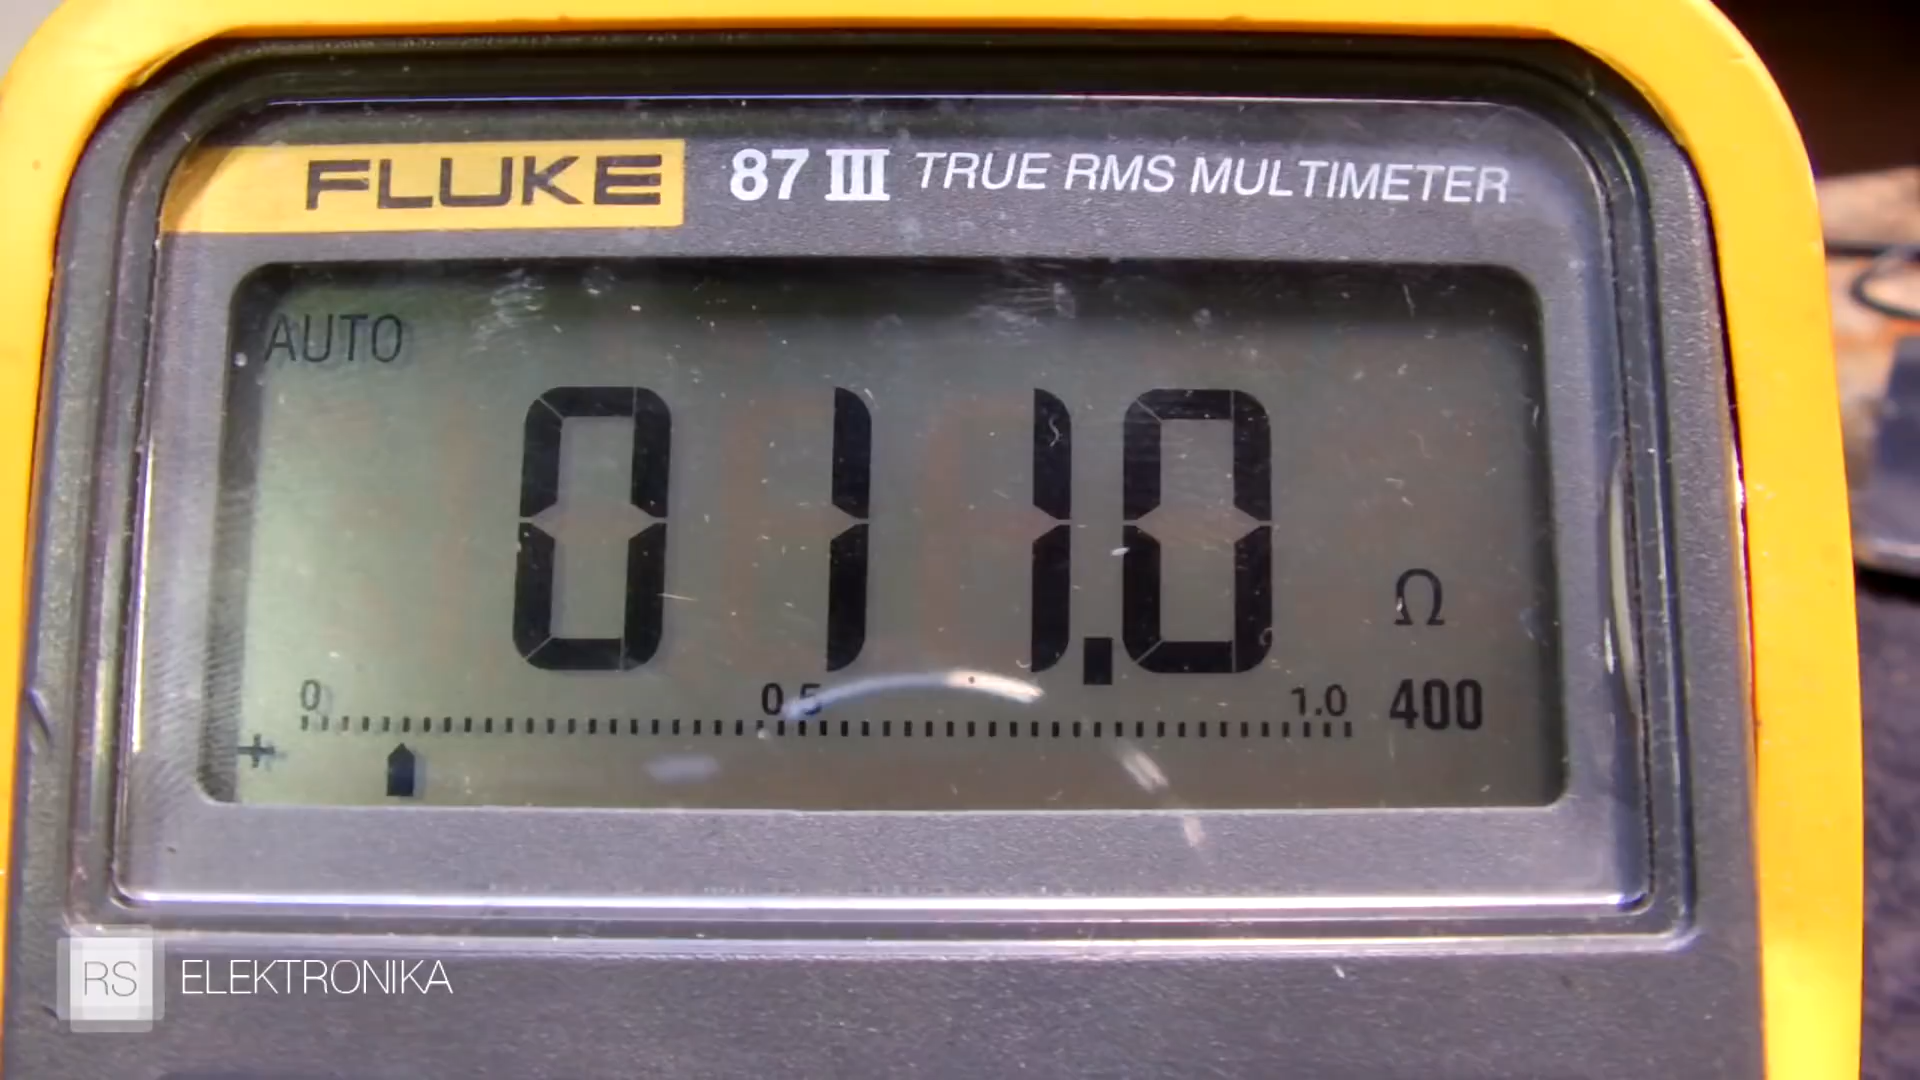 FLUKE 87 III TRUE RMS MULTIMETER
AUTO
011.0 Ω
0 0.5 1.0 400
+
RS ELEKTRONIKA